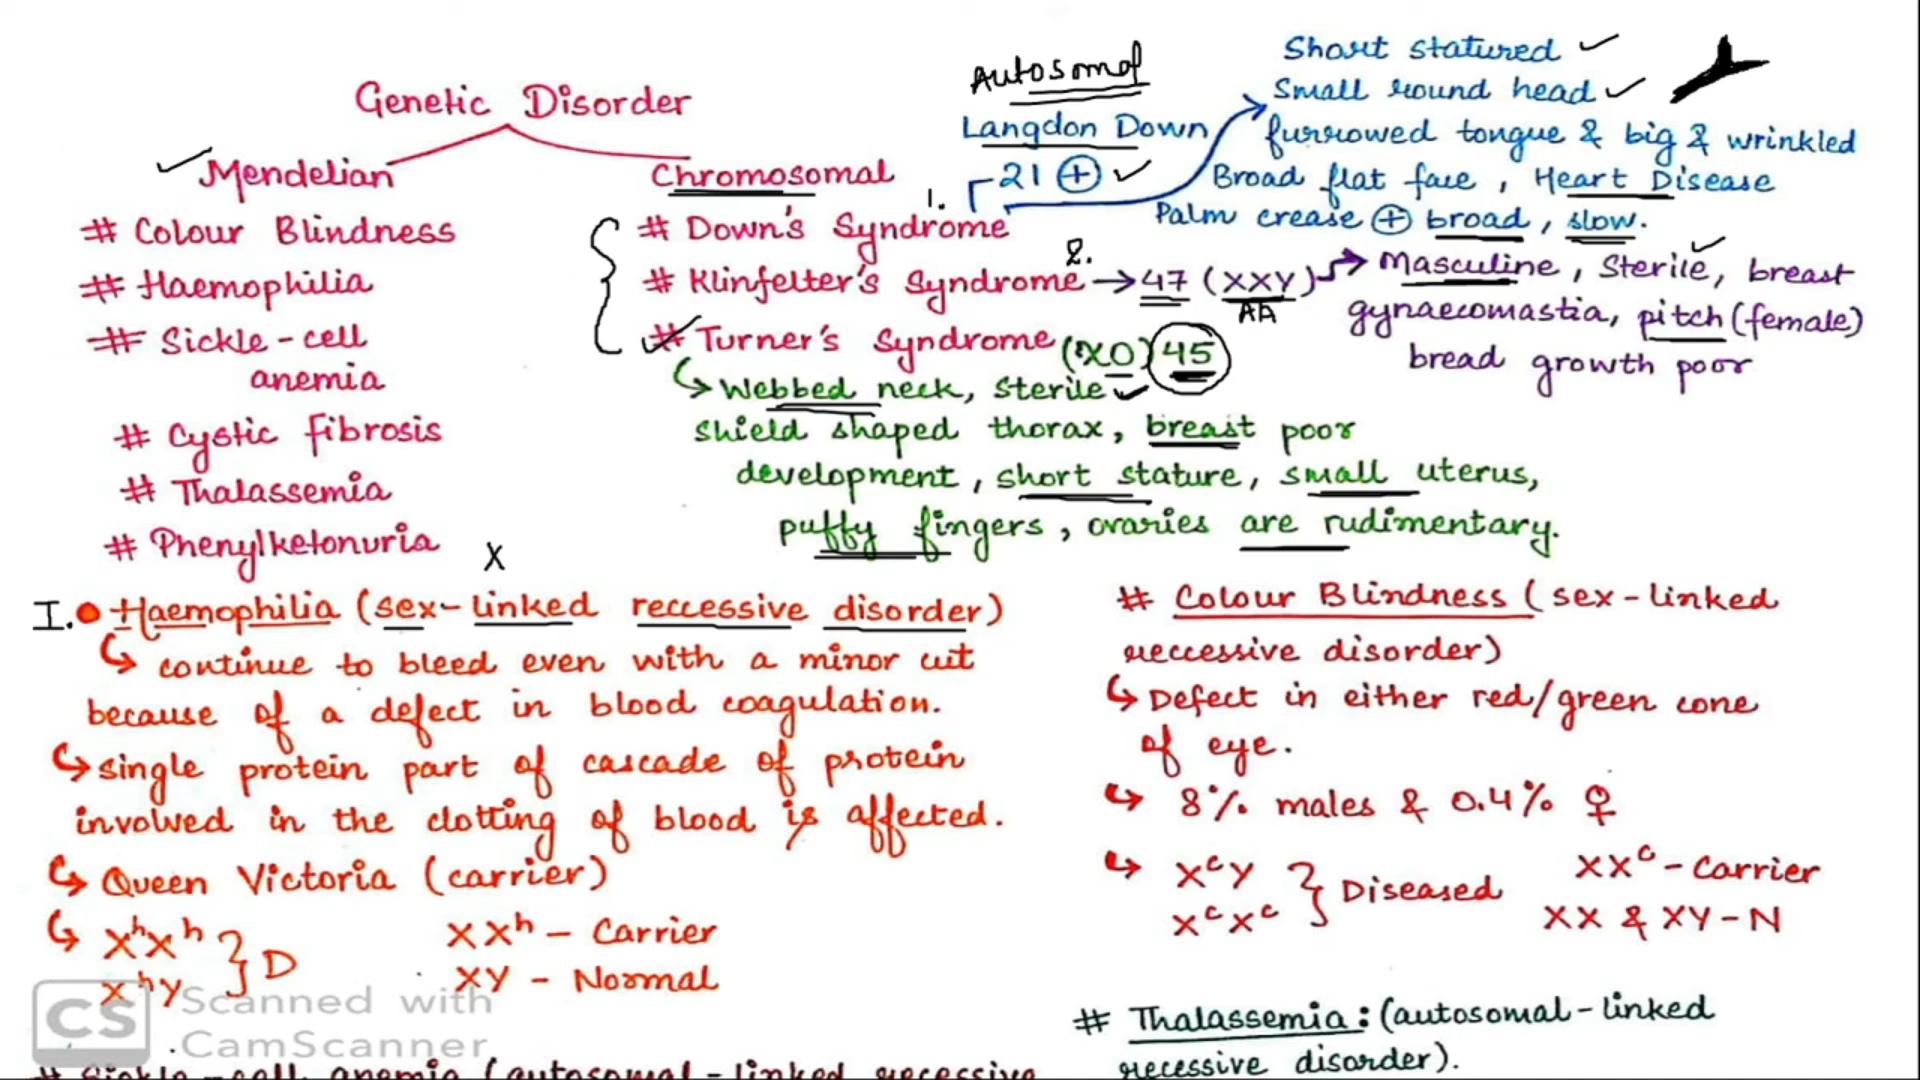 Genetic Disorder
Mendelian
# Colour Blindness
# Haemophilia
# Sickle-cell
anemia
# Cystic fibrosis
# Thalassemia
# Phenylketonuria
Chromosomal
1.
# Down's Syndrome
2.
# Klinfelter's Syndrome → 47 (XXY)
AA
# Turner's Syndrome (XO) 45
↳ Webbed neck, sterile
shield shaped thorax, breast poor
development, short stature, small uterus,
puffy fingers, ovaries are rudimentary.
Autosomal
Langdon Down
21 +
Short statured
Small round head
furrowed tongue & big & wrinkled
Broad flat face, Heart Disease
Palm crease + broad, slow.
Masculine, Sterile, breast
gynaecomastia, pitch (female)
bread growth poor
X
I. • Haemophilia (sex-linked reccessive disorder)
↳ continue to bleed even with a minor cut
because of a defect in blood coagulation.
↳ single protein part of cascade of protein
involved in the clotting of blood is affected.
↳ Queen Victoria (carrier)
↳ XʰXʰ } D XXʰ - Carrier
XʰY XY - Normal
# Colour Blindness (sex-linked
reccessive disorder)
↳ Defect in either red/green cone
of eye.
↳ 8% males & 0.4% ♀
↳ XᶜY } Diseased XXᶜ - Carrier
XᶜXᶜ XX & XY - N
# Thalassemia: (autosomal-linked
recessive disorder).
CS Scanned with
CamScanner
# Sickle-cell anemia (autosomal-linked recessive